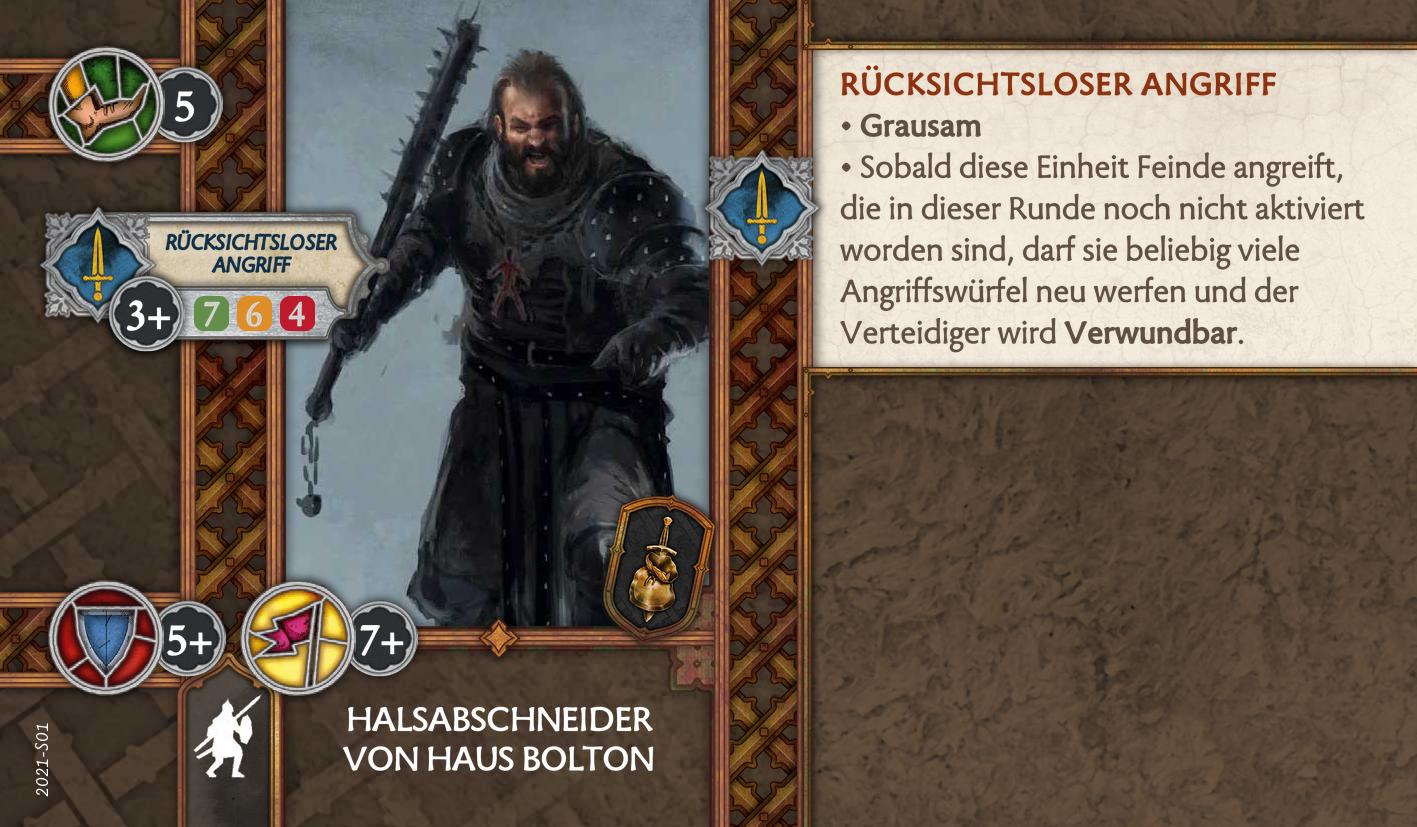 5
RÜCKSICHTSLOSER
ANGRIFF
3+ 7 6 4
5+ 7+
HALSABSCHNEIDER
VON HAUS BOLTON
2021-S01
RÜCKSICHTSLOSER ANGRIFF
• Grausam
• Sobald diese Einheit Feinde angreift,
die in dieser Runde noch nicht aktiviert
worden sind, darf sie beliebig viele
Angriffswürfel neu werfen und der
Verteidiger wird Verwundbar.